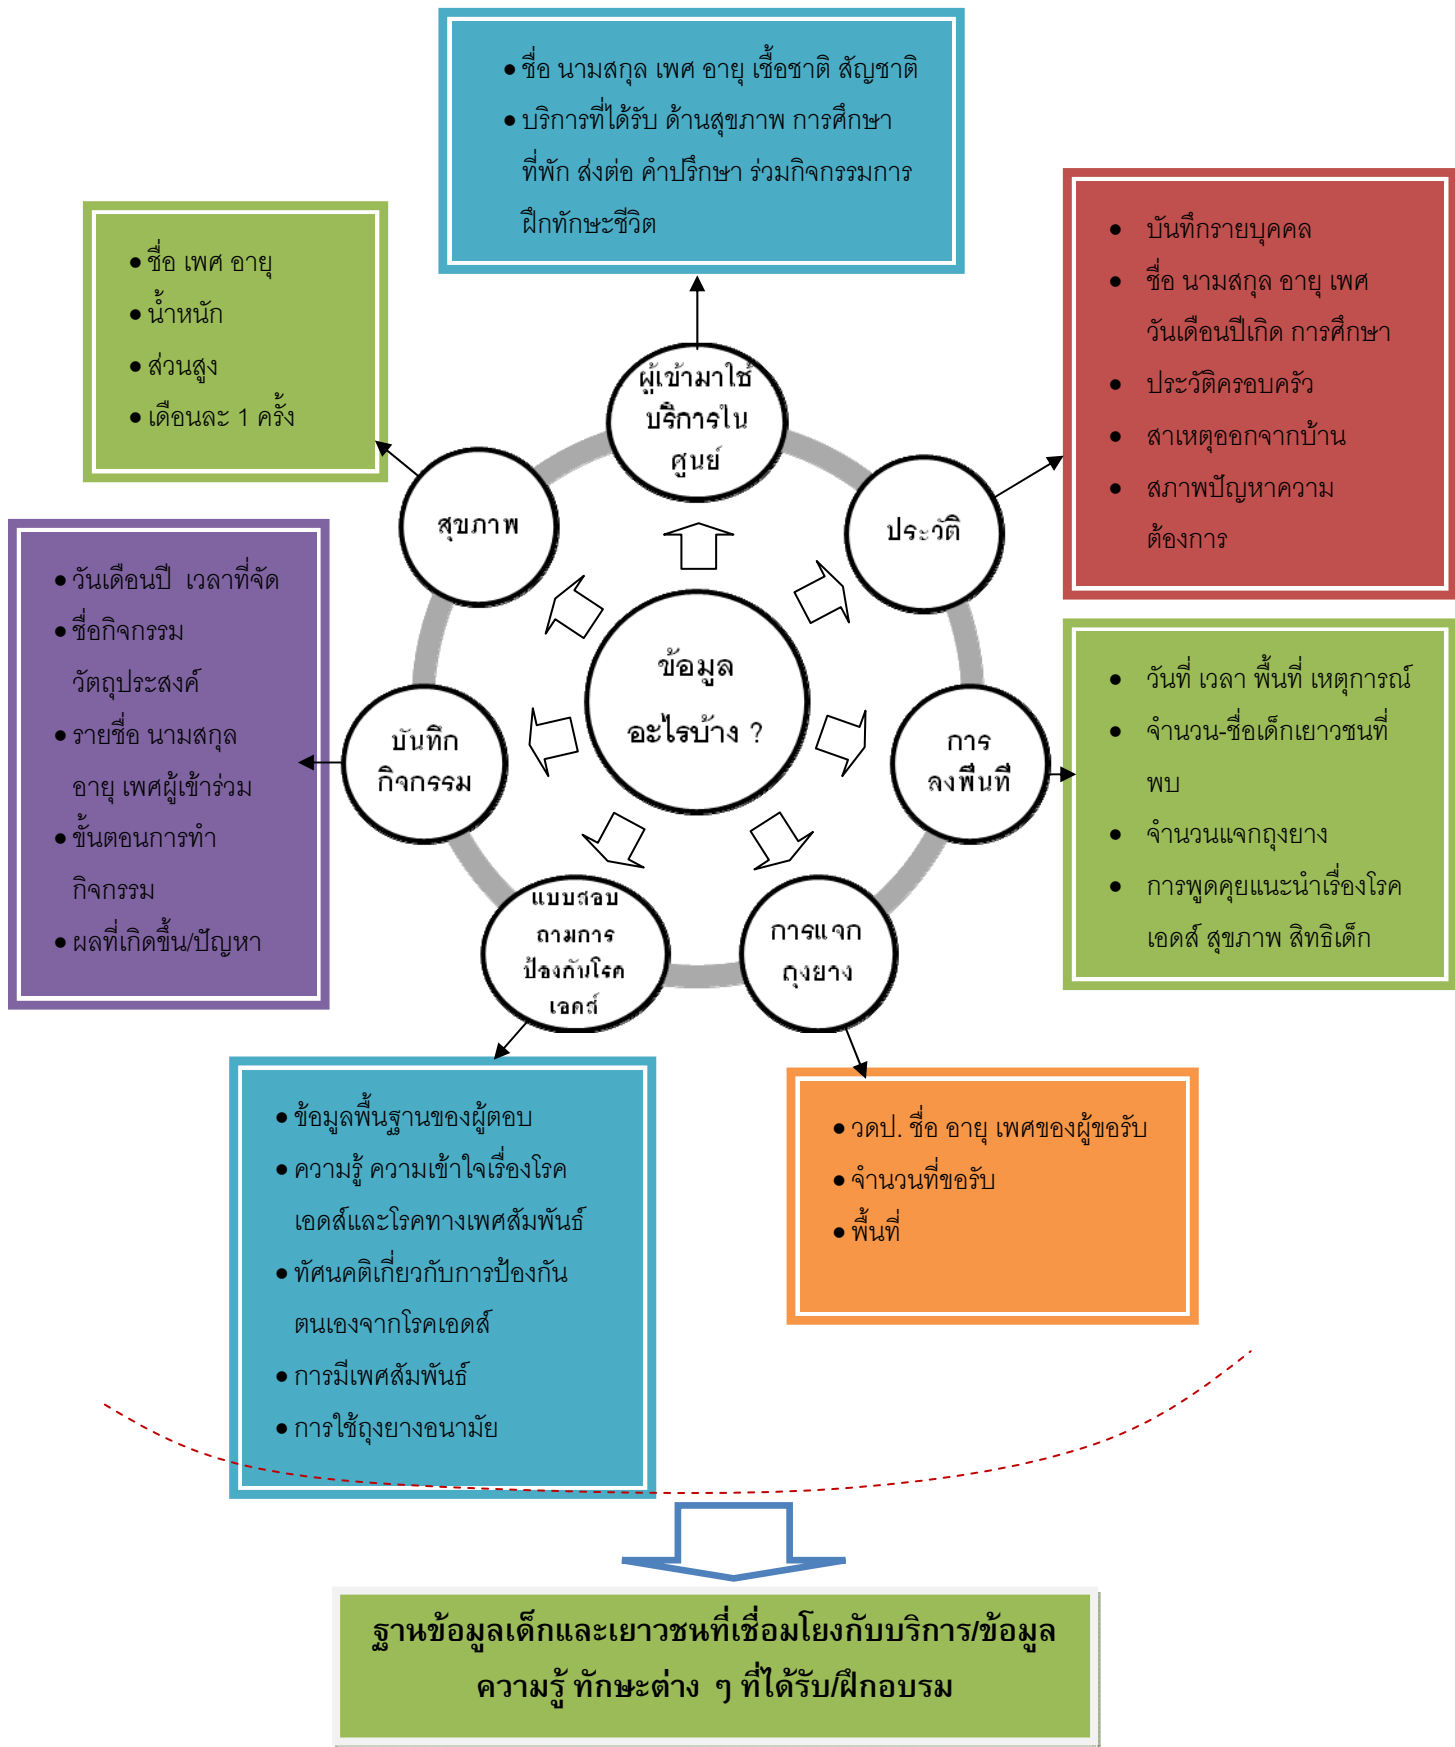 • ชื่อ นามสกุล เพศ อายุ เชื้อชาติ สัญชาติ
• บริการที่ได้รับ ด้านสุขภาพ การศึกษา
ที่พัก ส่งต่อ คำปรึกษา ร่วมกิจกรรมการ
ฝึกทักษะชีวิต
• ชื่อ เพศ อายุ
• น้ำหนัก
• ส่วนสูง
• เดือนละ 1 ครั้ง
• บันทึกรายบุคคล
• ชื่อ นามสกุล อายุ เพศ
วันเดือนปีเกิด การศึกษา
• ประวัติครอบครัว
• สาเหตุออกจากบ้าน
• สภาพปัญหาความ
ต้องการ
ผู้เข้ามาใช้
บริการใน
ศูนย์
สุขภาพ
ประวัติ
• วันเดือนปี เวลาที่จัด
• ชื่อกิจกรรม
วัตถุประสงค์
• รายชื่อ นามสกุล
อายุ เพศผู้เข้าร่วม
• ขั้นตอนการทำ
กิจกรรม
• ผลที่เกิดขึ้น/ปัญหา
ข้อมูล
อะไรบ้าง ?
บันทึก
กิจกรรม
การ
ลงพื้นที่
• วันที่ เวลา พื้นที่ เหตุการณ์
• จำนวน-ชื่อเด็กเยาวชนที่
พบ
• จำนวนแจกถุงยาง
• การพูดคุยแนะนำเรื่องโรค
เอดส์ สุขภาพ สิทธิเด็ก
แบบสอบ
ถามการ
ป้องกันโรค
เอดส์
การแจก
ถุงยาง
• ข้อมูลพื้นฐานของผู้ตอบ
• ความรู้ ความเข้าใจเรื่องโรค
เอดส์และโรคทางเพศสัมพันธ์
• ทัศนคติเกี่ยวกับการป้องกัน
ตนเองจากโรคเอดส์
• การมีเพศสัมพันธ์
• การใช้ถุงยางอนามัย
• วดป. ชื่อ อายุ เพศของผู้ขอรับ
• จำนวนที่ขอรับ
• พื้นที่
ฐานข้อมูลเด็กและเยาวชนที่เชื่อมโยงกับบริการ/ข้อมูล
ความรู้ ทักษะต่าง ๆ ที่ได้รับ/ฝึกอบรม